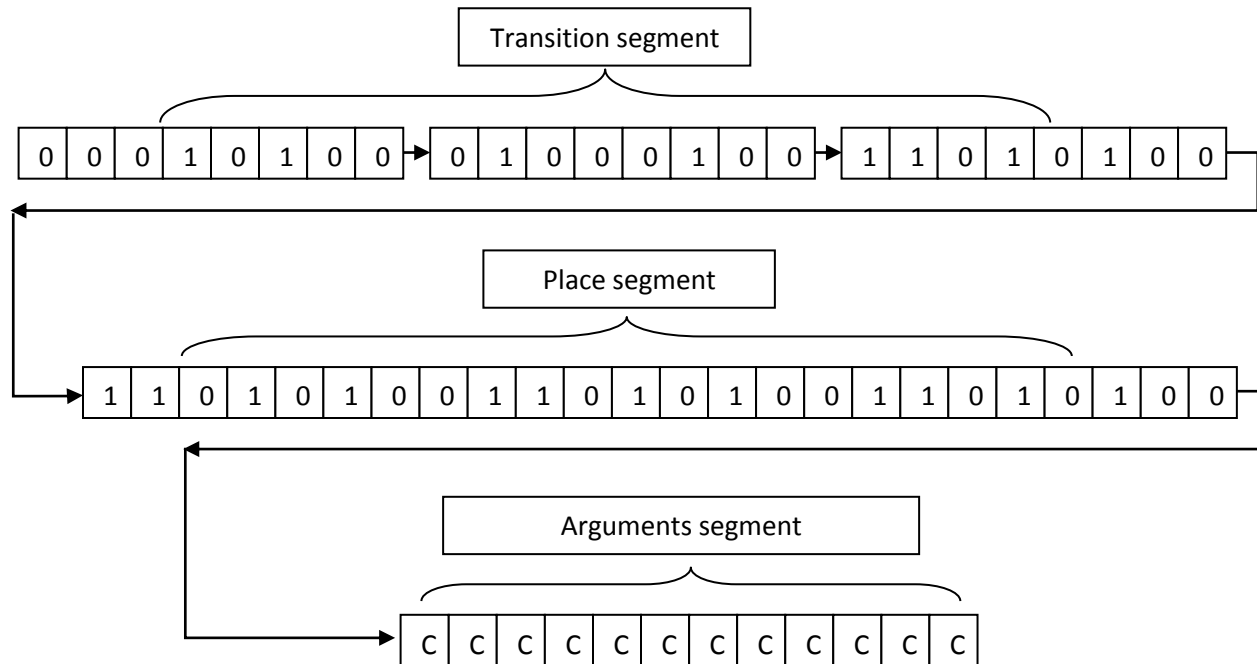 Transition segment
0 0 0 1 0 1 0 0 0 1 0 0 0 1 0 0 1 1 0 1 0 1 0 0
Place segment
1 1 0 1 0 1 0 0 1 1 0 1 0 1 0 0 1 1 0 1 0 1 0 0
Arguments segment
C C C C C C C C C C C C